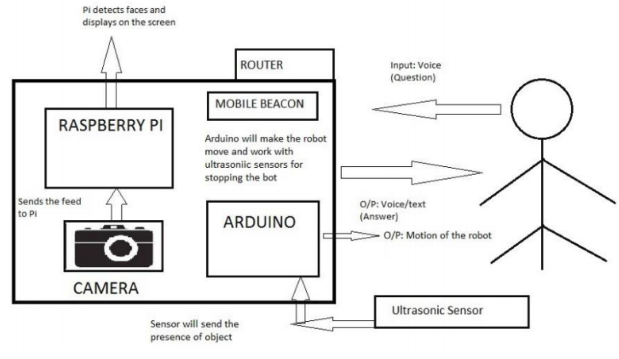 Pi detects faces and
displays on the screen
ROUTER
Input: Voice
(Question)
MOBILE BEACON
RASPBERRY PI
Arduino will make the robot
move and work with
ultrasoniic sensors for
stopping the bot
Sends the feed
to Pi
O/P: Voice/text
(Answer)
ARDUINO
O/P: Motion of the robot
CAMERA
Ultrasonic Sensor
Sensor will send the
presence of object